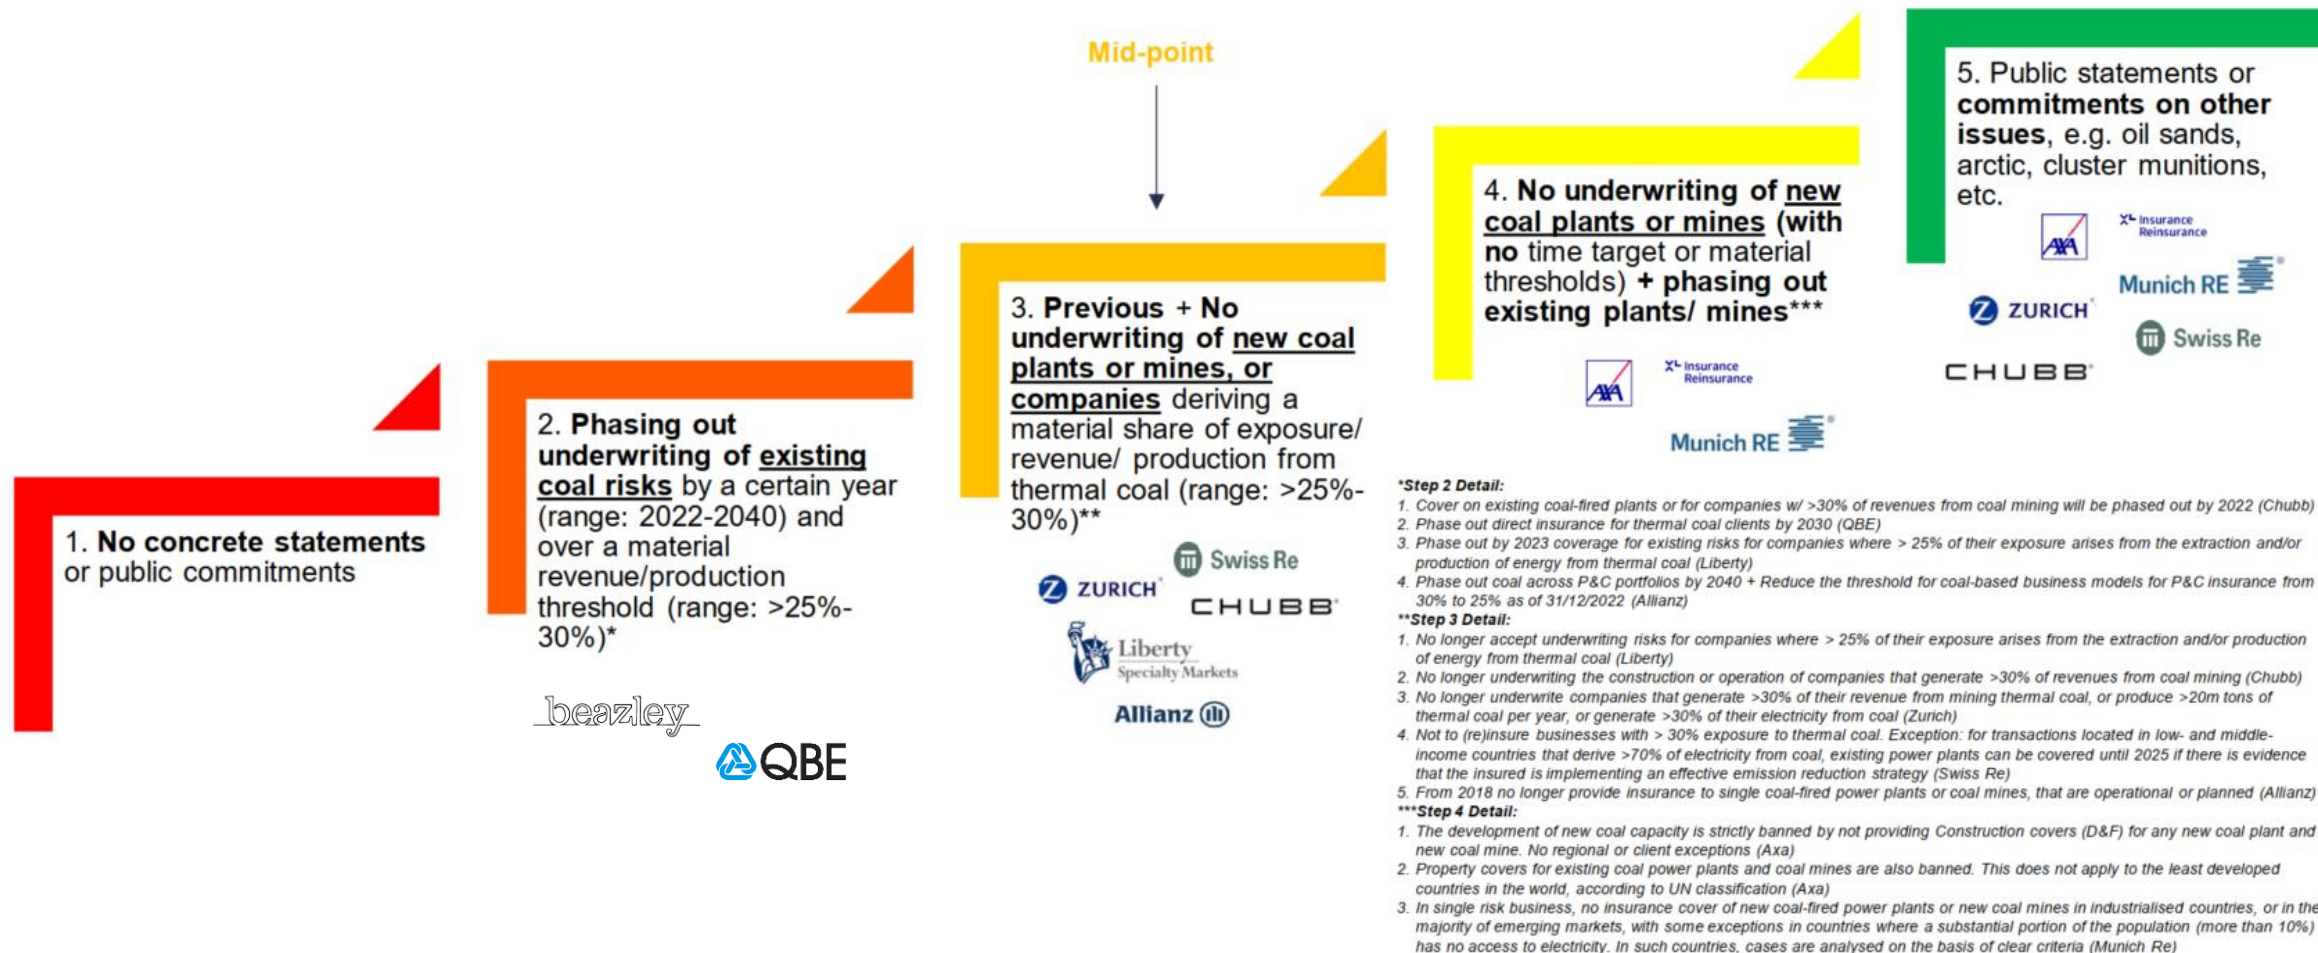 Mid-point
1. No concrete statements
or public commitments
2. Phasing out
underwriting of existing
coal risks by a certain year
(range: 2022-2040) and
over a material
revenue/production
threshold (range: >25%-
30%)*
beazley
QBE
3. Previous + No
underwriting of new coal
plants or mines, or
companies deriving a
material share of exposure/
revenue/ production from
thermal coal (range: >25%-
30%)**
Swiss Re
ZURICH
CHUBB®
Liberty
Specialty Markets
Allianz
4. No underwriting of new
coal plants or mines (with
no time target or material
thresholds) + phasing out
existing plants/ mines***
AXA
XL Insurance
Reinsurance
Munich RE
5. Public statements or
commitments on other
issues, e.g. oil sands,
arctic, cluster munitions,
etc.
AXA
XL Insurance
Reinsurance
Munich RE
ZURICH
Swiss Re
CHUBB®
*Step 2 Detail:
1. Cover on existing coal-fired plants or for companies w/ >30% of revenues from coal mining will be phased out by 2022 (Chubb)
2. Phase out direct insurance for thermal coal clients by 2030 (QBE)
3. Phase out by 2023 coverage for existing risks for companies where > 25% of their exposure arises from the extraction and/or
production of energy from thermal coal (Liberty)
4. Phase out coal across P&C portfolios by 2040 + Reduce the threshold for coal-based business models for P&C insurance from
30% to 25% as of 31/12/2022 (Allianz)
**Step 3 Detail:
1. No longer accept underwriting risks for companies where > 25% of their exposure arises from the extraction and/or production
of energy from thermal coal (Liberty)
2. No longer underwriting the construction or operation of companies that generate >30% of revenues from coal mining (Chubb)
3. No longer underwrite companies that generate >30% of their revenue from mining thermal coal, or produce >20m tons of
thermal coal per year, or generate >30% of their electricity from coal (Zurich)
4. Not to (re)insure businesses with > 30% exposure to thermal coal. Exception: for transactions located in low- and middle-
income countries that derive >70% of electricity from coal, existing power plants can be covered until 2025 if there is evidence
that the insured is implementing an effective emission reduction strategy (Swiss Re)
5. From 2018 no longer provide insurance to single coal-fired power plants or coal mines, that are operational or planned (Allianz)
***Step 4 Detail:
1. The development of new coal capacity is strictly banned by not providing Construction covers (D&F) for any new coal plant and
new coal mine. No regional or client exceptions (Axa)
2. Property covers for existing coal power plants and coal mines are also banned. This does not apply to the least developed
countries in the world, according to UN classification (Axa)
3. In single risk business, no insurance cover of new coal-fired power plants or new coal mines in industrialised countries, or in the
majority of emerging markets, with some exceptions in countries where a substantial portion of the population (more than 10%)
has no access to electricity. In such countries, cases are analysed on the basis of clear criteria (Munich Re)